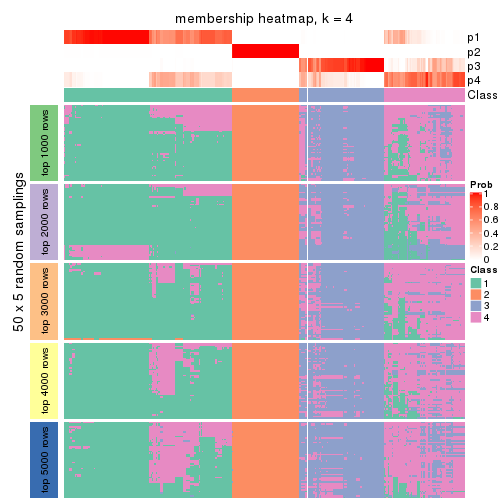 membership heatmap, k = 4
p1
p2
p3
p4
Class
50 x 5 random samplings
top 1000 rows
top 2000 rows
top 3000 rows
top 4000 rows
top 5000 rows
Prob
1
0.8
0.6
0.4
0.2
0
Class
1
2
3
4